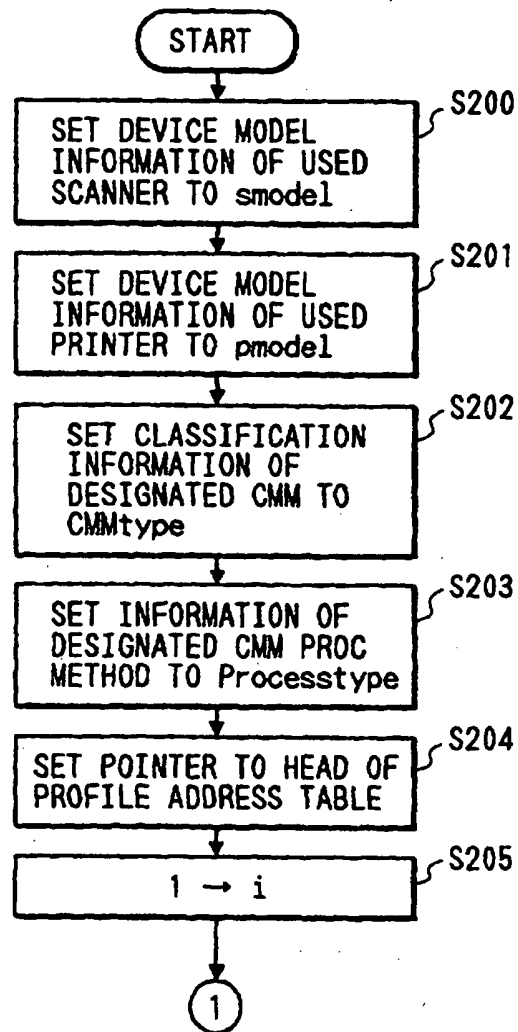 START
S200
SET DEVICE MODEL
INFORMATION OF USED
SCANNER TO smodel
S201
SET DEVICE MODEL
INFORMATION OF USED
PRINTER TO pmodel
S202
SET CLASSIFICATION
INFORMATION OF
DESIGNATED CMM TO
CMMtype
S203
SET INFORMATION OF
DESIGNATED CMM PROC
METHOD TO Processtype
S204
SET POINTER TO HEAD OF
PROFILE ADDRESS TABLE
S205
1 → i
1